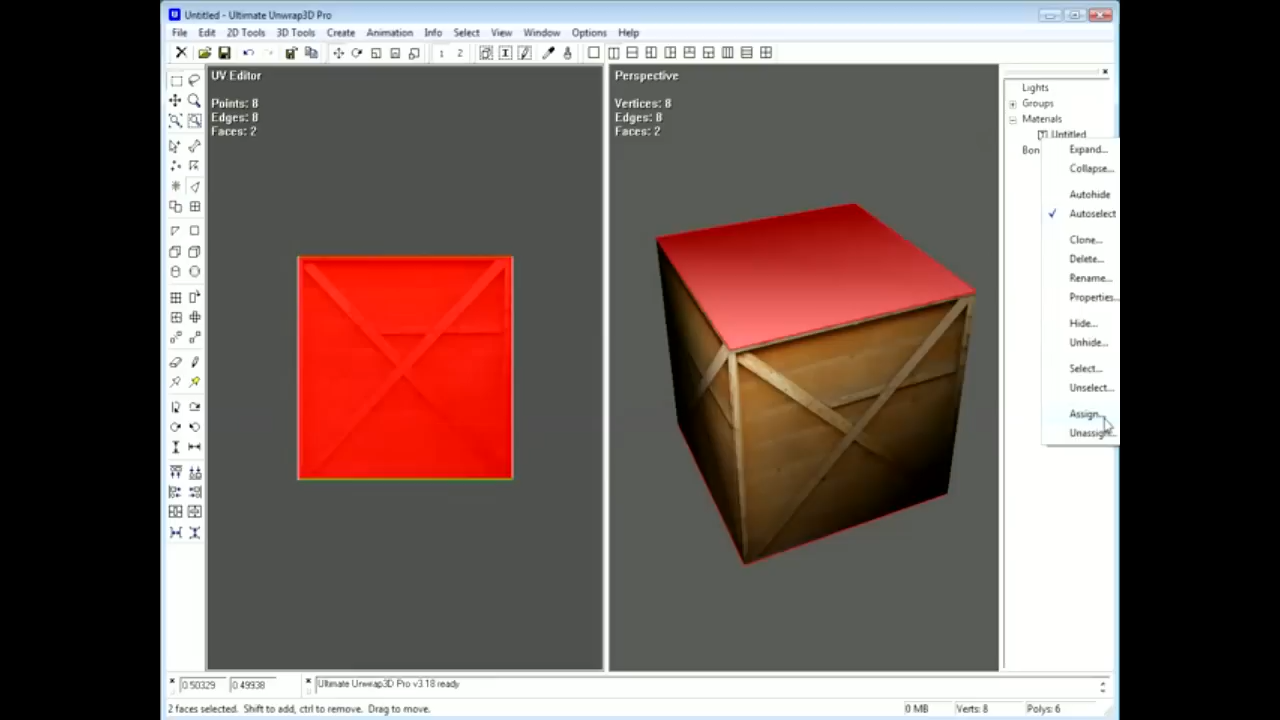 Untitled - Ultimate Unwrap3D Pro
File Edit 2D Tools 3D Tools Create Animation Info Select View Window Options Help
1 2
UV Editor
Points: 8
Edges: 8
Faces: 2
Perspective
Vertices: 8
Edges: 8
Faces: 2
Lights
Groups
Materials
Untitled
Bon
Expand...
Collapse...
Autohide
Autoselect
Clone...
Delete...
Rename...
Properties...
Hide...
Unhide...
Select...
Unselect...
Assign...
Unassign...
0.50329 0.49938 Ultimate Unwrap3D Pro v3.18 ready
2 faces selected. Shift to add, ctrl to remove. Drag to move. 0 MB Verts: 8 Polys: 6